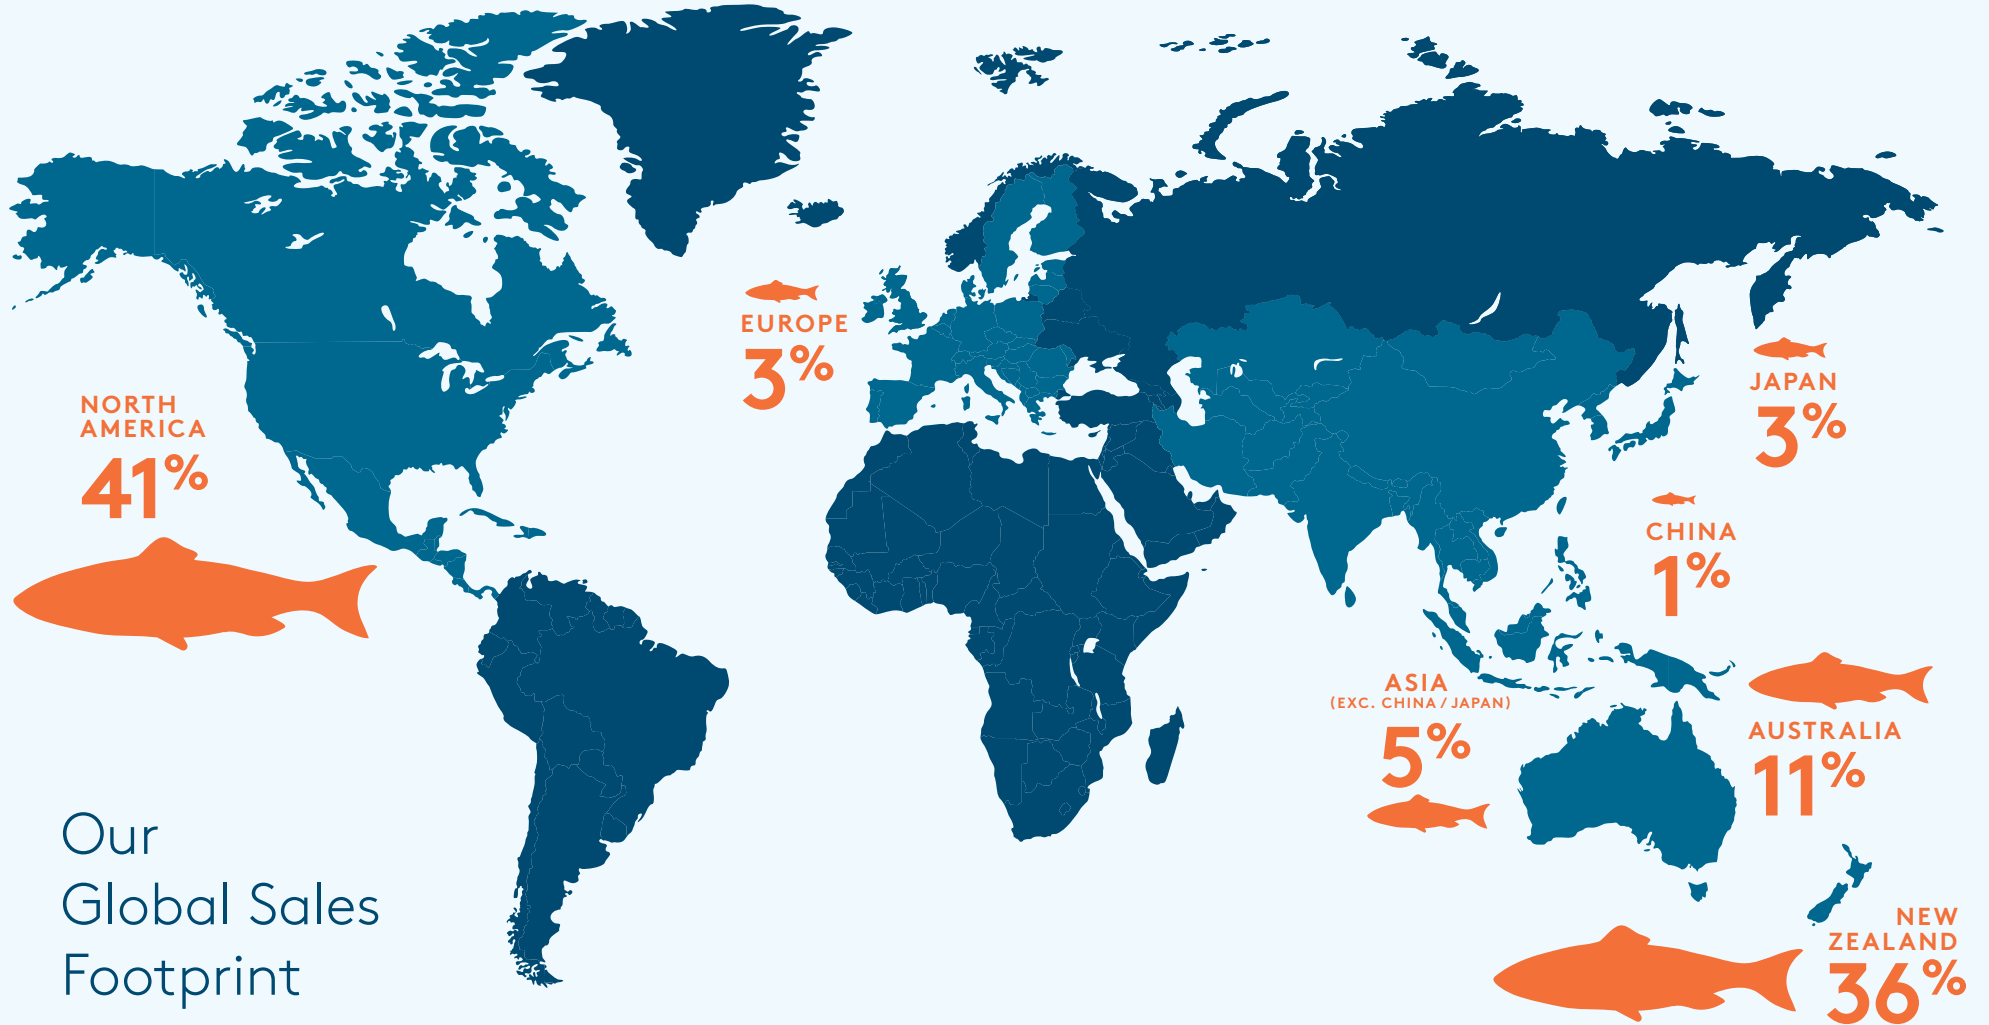 NORTH
AMERICA
41%
EUROPE
3%
JAPAN
3%
CHINA
1%
ASIA
(EXC. CHINA / JAPAN)
5%
AUSTRALIA
11%
NEW
ZEALAND
36%
Our
Global Sales
Footprint